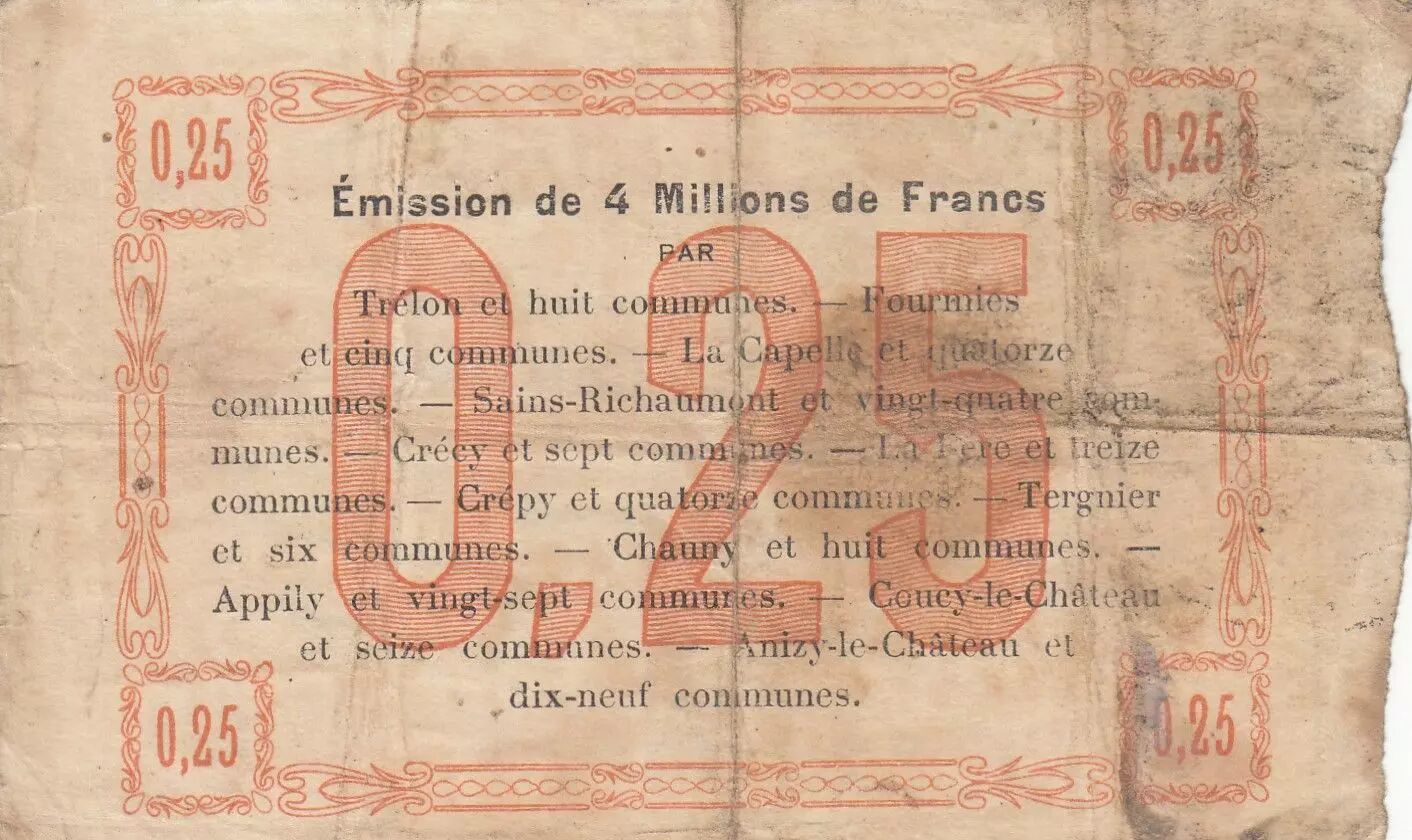 0,25
0,25
Émission de 4 Millions de Francs
PAR
Trélon et huit communes. — Fourmies
et cinq communes. — La Capelle et quatorze
communes. — Sains-Richaumont et vingt-quatre com-
munes. — Crécy et sept communes. — La Fère et treize
communes. — Crépy et quatorze communes. — Tergnier
et six communes. — Chauny et huit communes. —
Appily et vingt-sept communes. — Coucy-le-Château
et seize communes. — Anizy-le-Château et
dix-neuf communes.
0,25
0,25
0,25